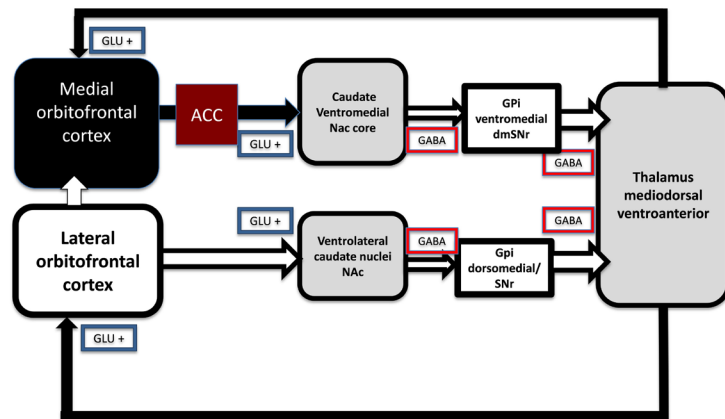 GLU +
Medial
orbitofrontal
cortex
ACC
GLU +
Caudate
Ventromedial
Nac core
GABA
GPi
ventromedial
dmSNr
GABA
Thalamus
mediodorsal
ventroanterior
Lateral
orbitofrontal
cortex
GLU +
Ventrolateral
caudate nuclei
NAc
GABA
Gpi
dorsomedial/
SNr
GABA
GLU +